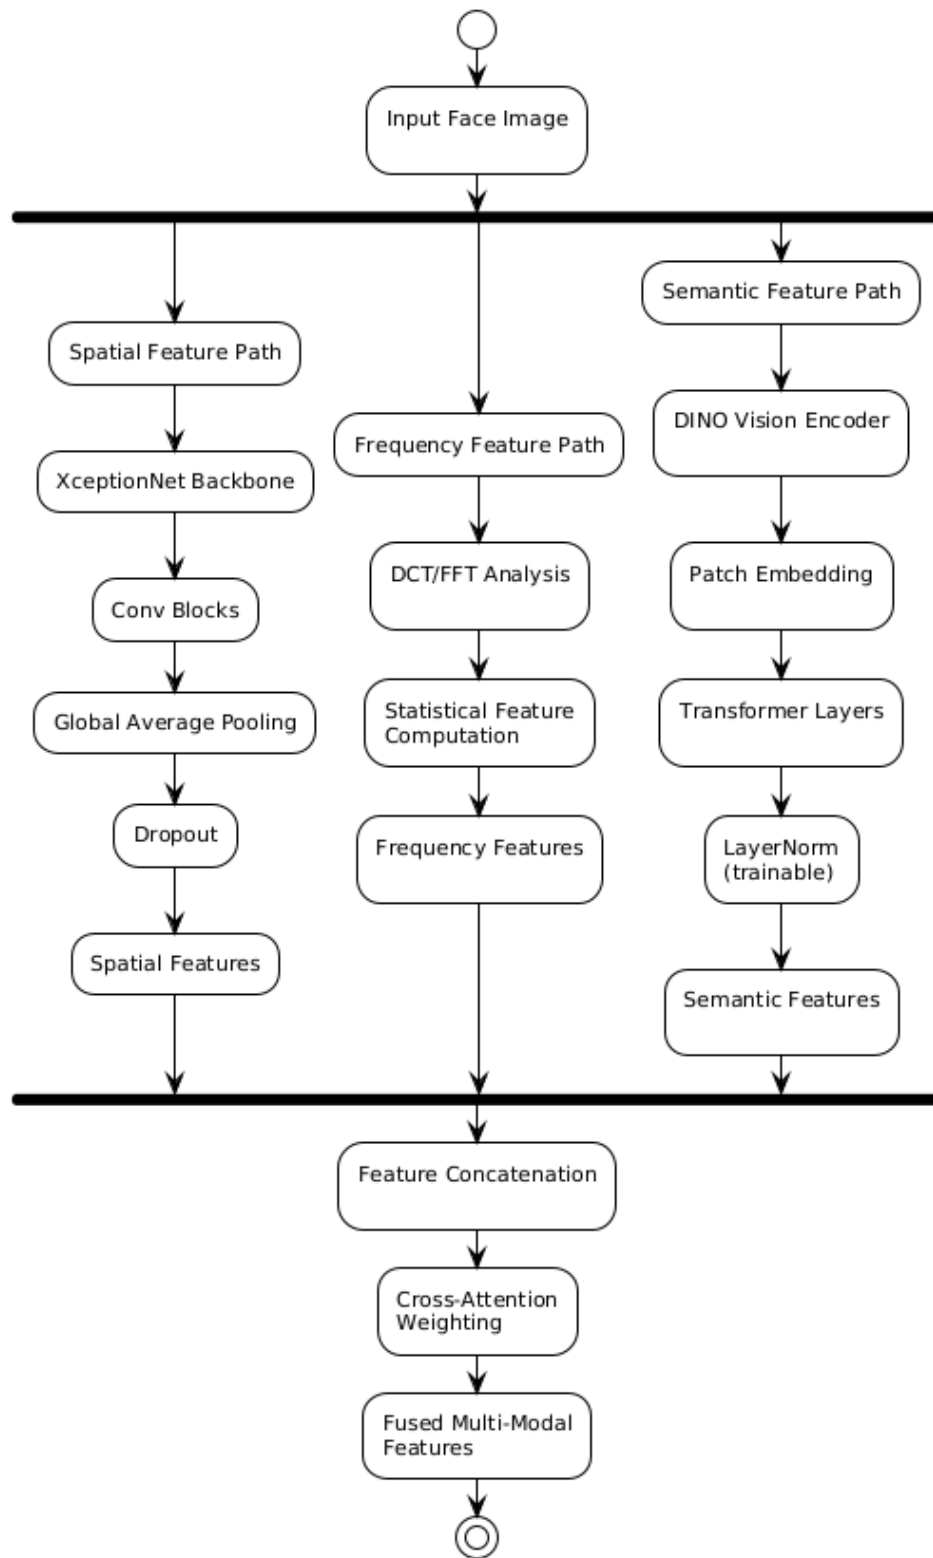 Input Face Image
Spatial Feature Path
XceptionNet Backbone
Conv Blocks
Global Average Pooling
Dropout
Spatial Features
Frequency Feature Path
DCT/FFT Analysis
Statistical Feature
Computation
Frequency Features
Semantic Feature Path
DINO Vision Encoder
Patch Embedding
Transformer Layers
LayerNorm
(trainable)
Semantic Features
Feature Concatenation
Cross-Attention
Weighting
Fused Multi-Modal
Features